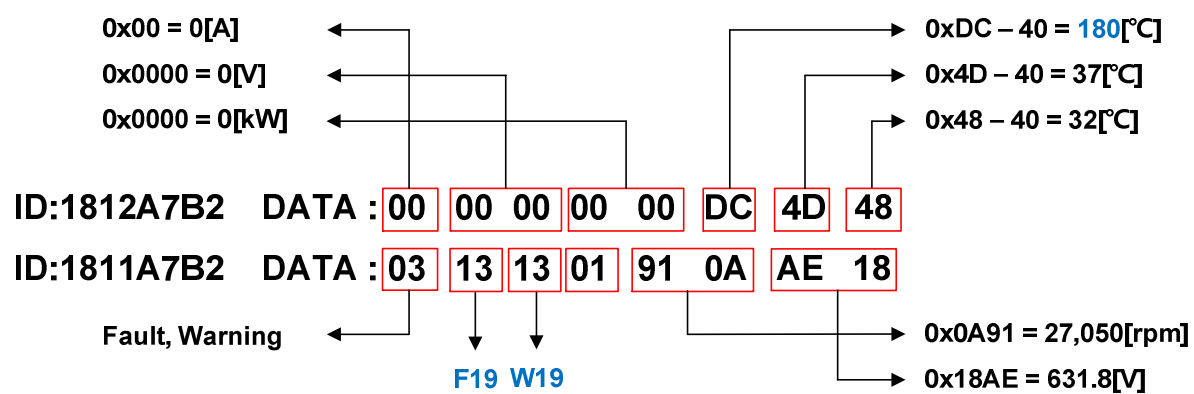 0x00 = 0[A]
0xDC – 40 = 180[℃]
0x0000 = 0[V]
0x4D – 40 = 37[℃]
0x0000 = 0[kW]
0x48 – 40 = 32[℃]
ID:1812A7B2 DATA : 00 00 00 00 00 DC 4D 48
ID:1811A7B2 DATA : 03 13 13 01 91 0A AE 18
Fault, Warning
0x0A91 = 27,050[rpm]
F19 W19
0x18AE = 631.8[V]